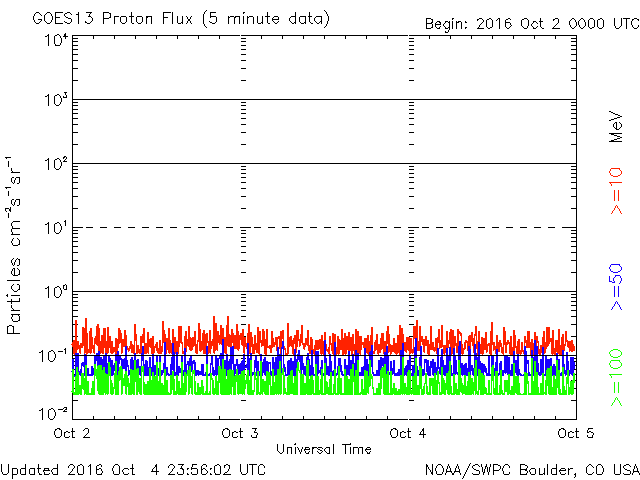 GOES13 Proton Flux (5 minute data)
Begin: 2016 Oct 2 0000 UTC
10⁴
10³
10²
10¹
10⁰
10⁻¹
10⁻²
Particles cm⁻²s⁻¹sr⁻¹
MeV
>=10
>=50
>=100
Oct 2
Oct 3
Oct 4
Oct 5
Universal Time
Updated 2016 Oct 4 23:56:02 UTC
NOAA/SWPC Boulder, CO USA